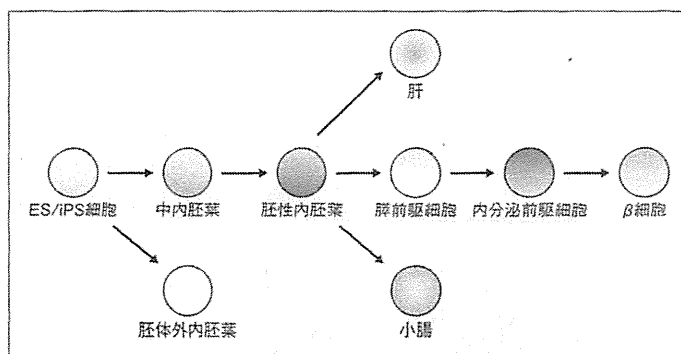 肝
ES/iPS細胞
中内胚葉
胚性内胚葉
膵前駆細胞
内分泌前駆細胞
β細胞
胚体外内胚葉
小腸